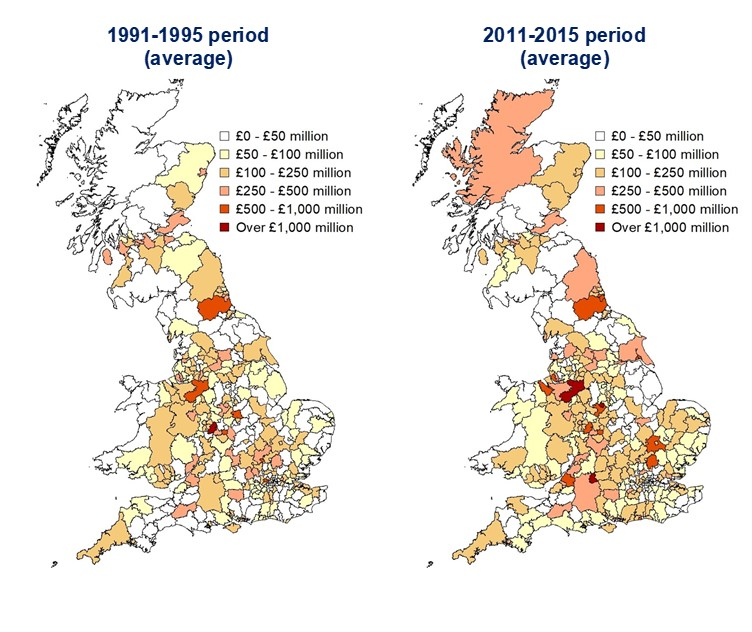 1991-1995 period
(average)
£0 - £50 million
£50 - £100 million
£100 - £250 million
£250 - £500 million
£500 - £1,000 million
Over £1,000 million
2011-2015 period
(average)
£0 - £50 million
£50 - £100 million
£100 - £250 million
£250 - £500 million
£500 - £1,000 million
Over £1,000 million